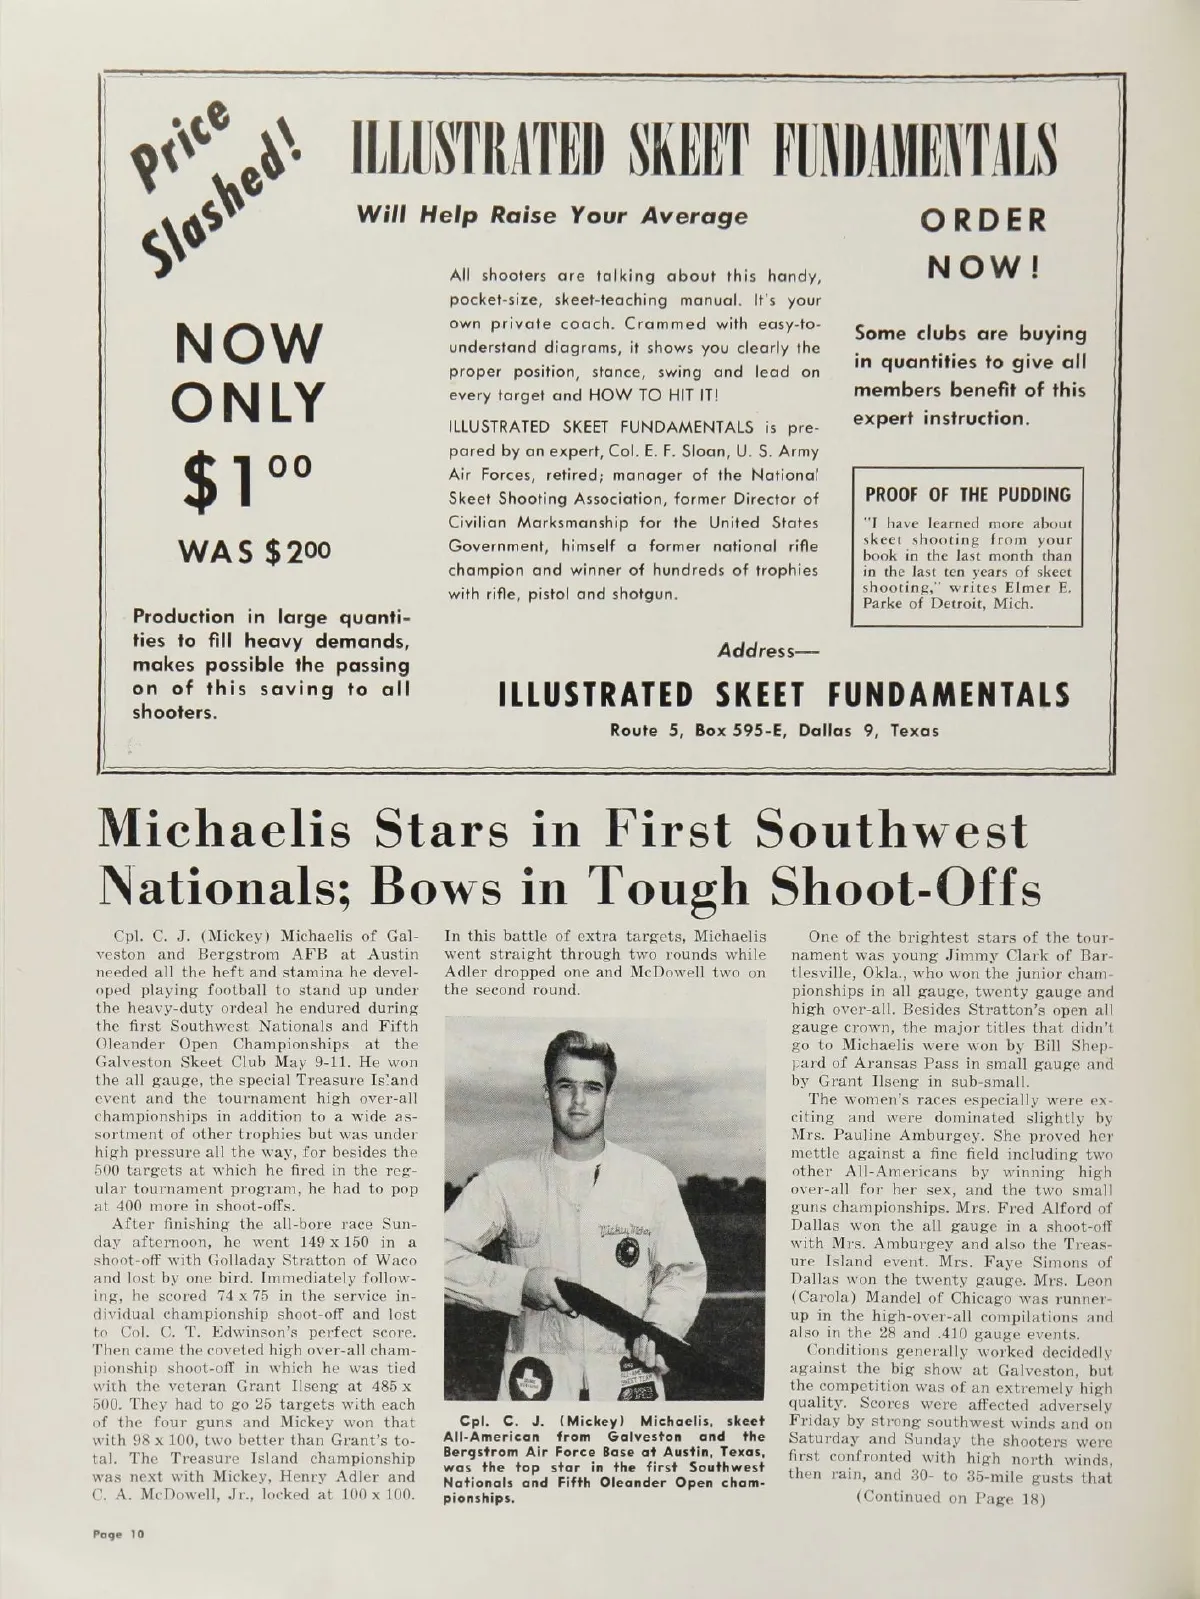 Price
Slashed!
ILLUSTRATED SKEET FUNDAMENTALS
Will Help Raise Your Average
ORDER
NOW!
NOW
ONLY
$1 00
WAS $2 00
Production in large quanti-
ties to fill heavy demands,
makes possible the passing
on of this saving to all
shooters.
All shooters are talking about this handy,
pocket-size, skeet-teaching manual. It's your
own private coach. Crammed with easy-to-
understand diagrams, it shows you clearly the
proper position, stance, swing and lead on
every target and HOW TO HIT IT!
ILLUSTRATED SKEET FUNDAMENTALS is pre-
pared by an expert, Col. E. F. Sloan, U. S. Army
Air Forces, retired; manager of the National
Skeet Shooting Association, former Director of
Civilian Marksmanship for the United States
Government, himself a former national rifle
champion and winner of hundreds of trophies
with rifle, pistol and shotgun.
Some clubs are buying
in quantities to give all
members benefit of this
expert instruction.
PROOF OF THE PUDDING
"I have learned more about
skeet shooting from your
book in the last month than
in the last ten years of skeet
shooting," writes Elmer E.
Parke of Detroit, Mich.
Address—
ILLUSTRATED SKEET FUNDAMENTALS
Route 5, Box 595-E, Dallas 9, Texas
Michaelis Stars in First Southwest
Nationals; Bows in Tough Shoot-Offs
Cpl. C. J. (Mickey) Michaelis of Gal-
veston and Bergstrom AFB at Austin
needed all the heft and stamina he devel-
oped playing football to stand up under
the heavy-duty ordeal he endured during
the first Southwest Nationals and Fifth
Oleander Open Championships at the
Galveston Skeet Club May 9-11. He won
the all gauge, the special Treasure Island
event and the tournament high over-all
championships in addition to a wide as-
sortment of other trophies but was under
high pressure all the way, for besides the
500 targets at which he fired in the reg-
ular tournament program, he had to pop
at 400 more in shoot-offs.
After finishing the all-bore race Sun-
day afternoon, he went 149 x 150 in a
shoot-off with Golladay Stratton of Waco
and lost by one bird. Immediately follow-
ing, he scored 74 x 75 in the service in-
dividual championship shoot-off and lost
to Col. C. T. Edwinson's perfect score.
Then came the coveted high over-all cham-
pionship shoot-off in which he was tied
with the veteran Grant Ilseng at 485 x
500. They had to go 25 targets with each
of the four guns and Mickey won that
with 98 x 100, two better than Grant's to-
tal. The Treasure Island championship
was next with Mickey, Henry Adler and
C. A. McDowell, Jr., locked at 100 x 100.
In this battle of extra targets, Michaelis
went straight through two rounds while
Adler dropped one and McDowell two on
the second round.
Cpl. C. J. (Mickey) Michaelis, skeet
All-American from Galveston and the
Bergstrom Air Force Base at Austin, Texas,
was the top star in the first Southwest
Nationals and Fifth Oleander Open cham-
pionships.
One of the brightest stars of the tour-
nament was young Jimmy Clark of Bar-
tlesville, Okla., who won the junior cham-
pionships in all gauge, twenty gauge and
high over-all. Besides Stratton's open all
gauge crown, the major titles that didn't
go to Michaelis were won by Bill Shep-
pard of Aransas Pass in small gauge and
by Grant Ilseng in sub-small.
The women's races especially were ex-
citing and were dominated slightly by
Mrs. Pauline Amburgey. She proved her
mettle against a fine field including two
other All-Americans by winning high
over-all for her sex, and the two small
guns championships. Mrs. Fred Alford of
Dallas won the all gauge in a shoot-off
with Mrs. Amburgey and also the Treas-
ure Island event. Mrs. Faye Simons of
Dallas won the twenty gauge. Mrs. Leon
(Carola) Mandel of Chicago was runner-
up in the high-over-all compilations and
also in the 28 and .410 gauge events.
Conditions generally worked decidedly
against the big show at Galveston, but
the competition was of an extremely high
quality. Scores were affected adversely
Friday by strong southwest winds and on
Saturday and Sunday the shooters were
first confronted with high north winds,
then rain, and 30- to 35-mile gusts that
(Continued on Page 18)
Page 10